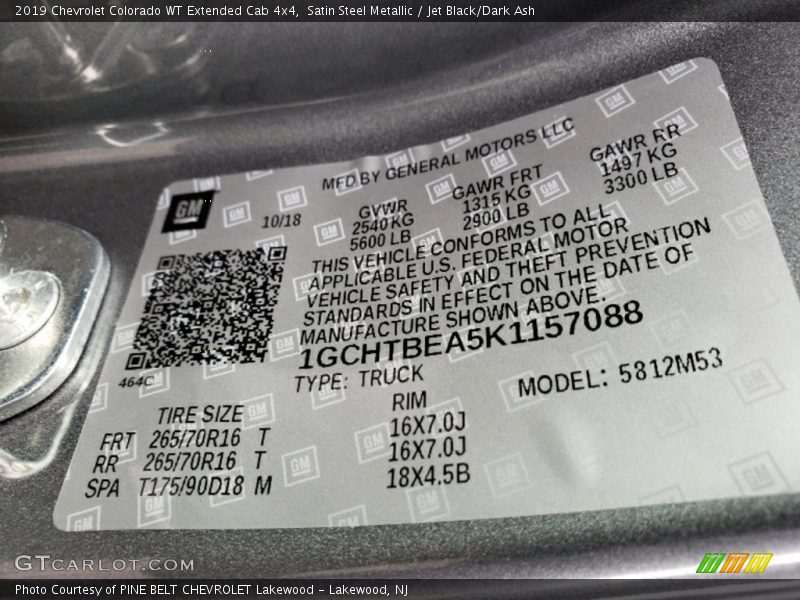 2019 Chevrolet Colorado WT Extended Cab 4x4, Satin Steel Metallic / Jet Black/Dark Ash
MFD BY GENERAL MOTORS LLC
GM
10/18
GVWR GAWR FRT GAWR RR
2540 KG 1315 KG 1497 KG
5600 LB 2900 LB 3300 LB
THIS VEHICLE CONFORMS TO ALL
APPLICABLE U.S. FEDERAL MOTOR
VEHICLE SAFETY AND THEFT PREVENTION
STANDARDS IN EFFECT ON THE DATE OF
MANUFACTURE SHOWN ABOVE.
1GCHTBEA5K1157088
464C
TYPE: TRUCK MODEL: 5812M53
TIRE SIZE RIM
FRT 265/70R16 T 16X7.0J
RR 265/70R16 T 16X7.0J
SPA T175/90D18 M 18X4.5B
GTCARLOT.COM
Photo Courtesy of PINE BELT CHEVROLET Lakewood - Lakewood, NJ